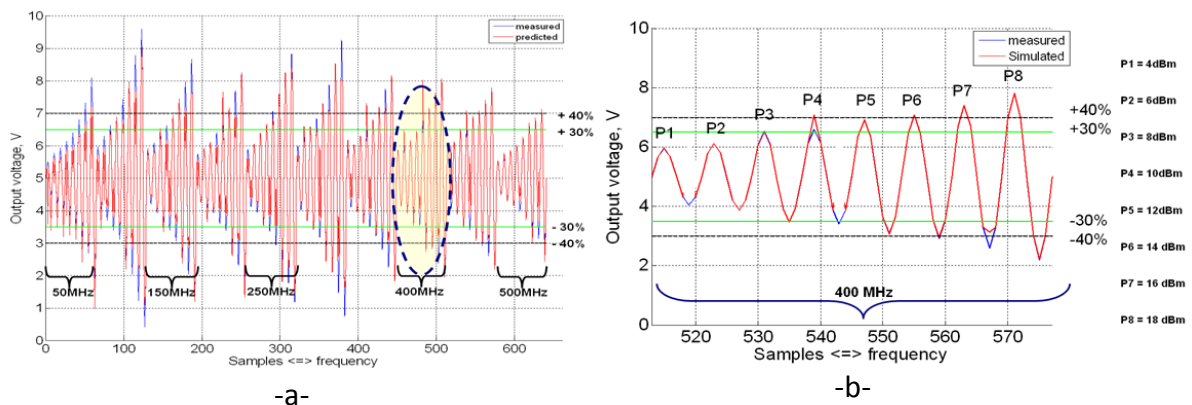 measured
predicted
Output voltage, V
10
9
8
7
6
5
4
3
2
1
0
+ 40%
+ 30%
- 30%
- 40%
50MHz
150MHz
250MHz
400MHz
500MHz
0
100
200
300
400
500
600
Samples <=> frequency
-a-
measured
Simulated
Output voltage, V
10
8
6
4
2
0
P1
P2
P3
P4
P5
P6
P7
P8
+40%
+30%
-30%
-40%
400 MHz
520
530
540
550
560
570
Samples <=> frequency
P1 = 4dBm
P2 = 6dBm
P3 = 8dBm
P4 = 10dBm
P5 = 12dBm
P6 = 14 dBm
P7 = 16 dBm
P8 = 18 dBm
-b-